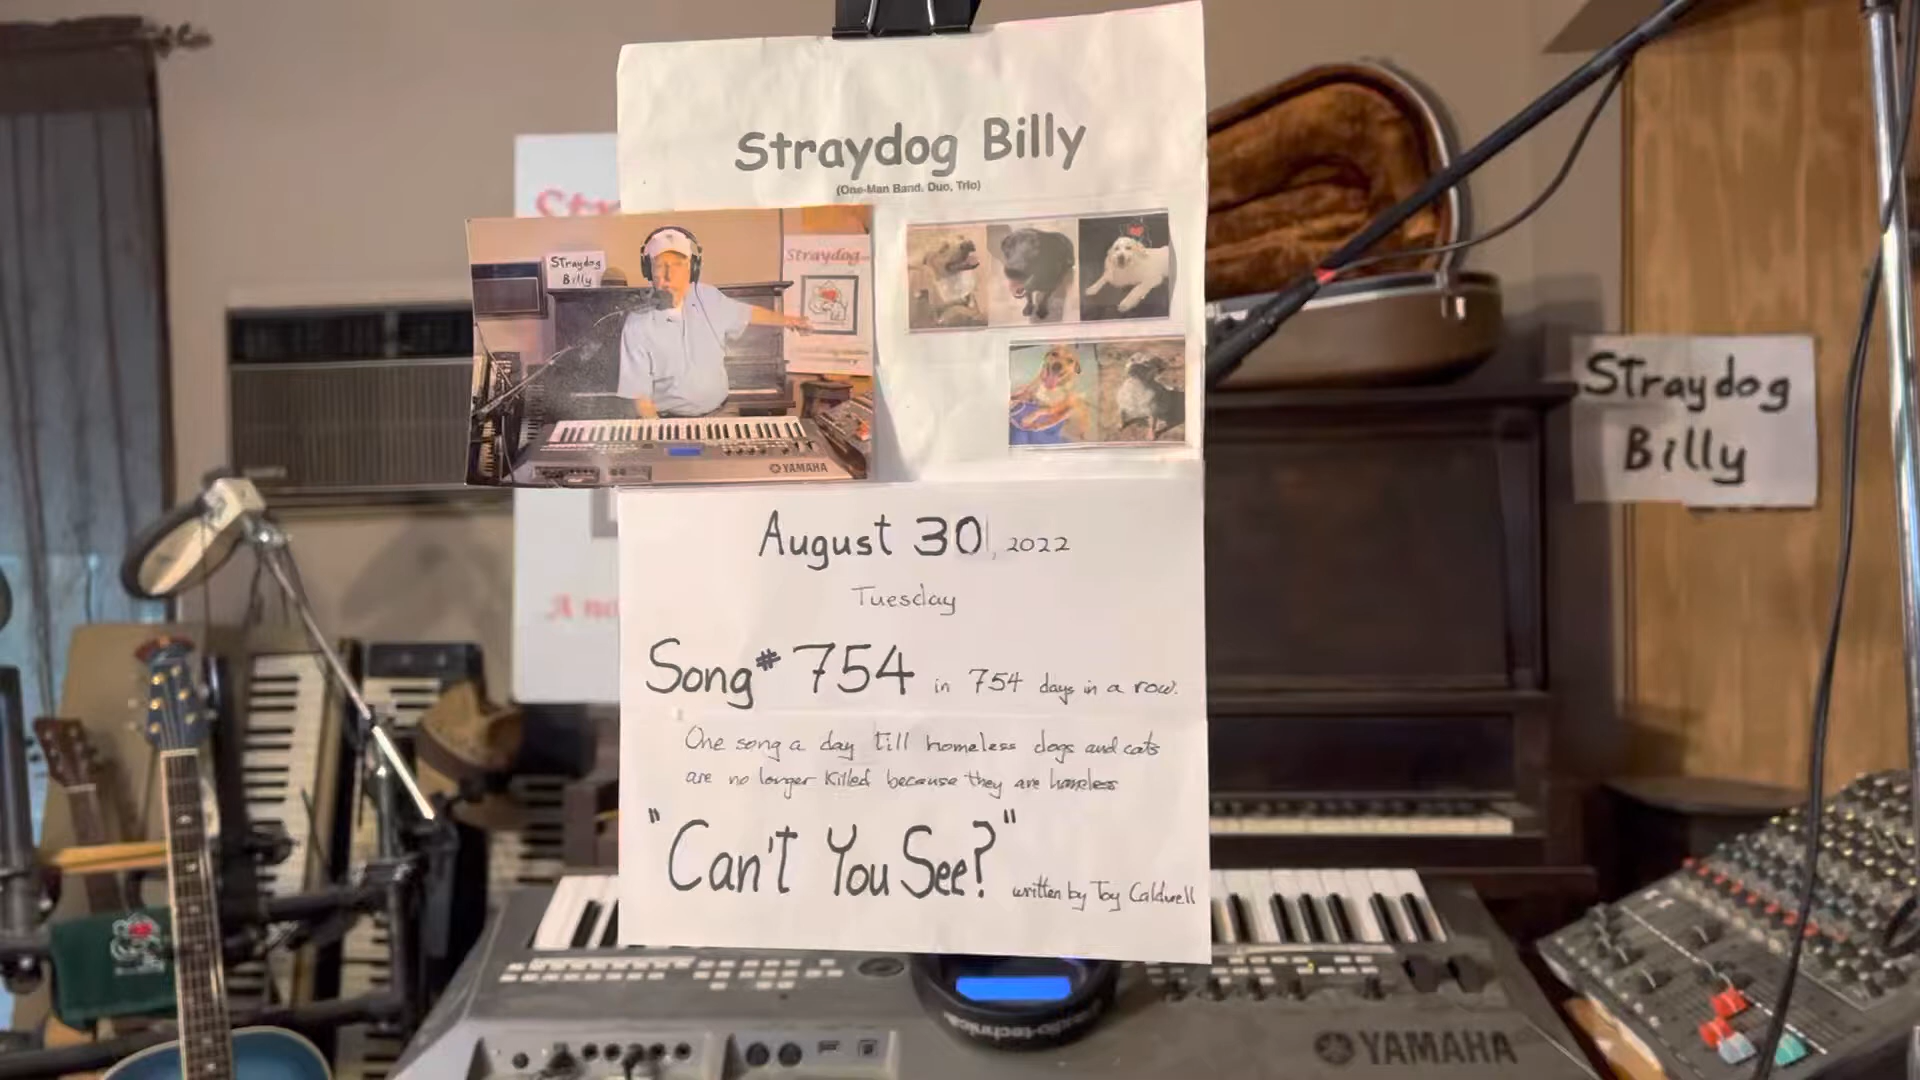 Straydog Billy
(One-Man Band, Duo, Trio)
STraydog
Billy
Straydog
YAMAHA
August 30, 2022
Tuesday
Song # 754 in 754 days in a row.
One song a day till homeless dogs and cats
are no longer killed because they are homeless
"Can't You See?" written by Toy Caldwell
STraydog
Billy
audio-technica
YAMAHA